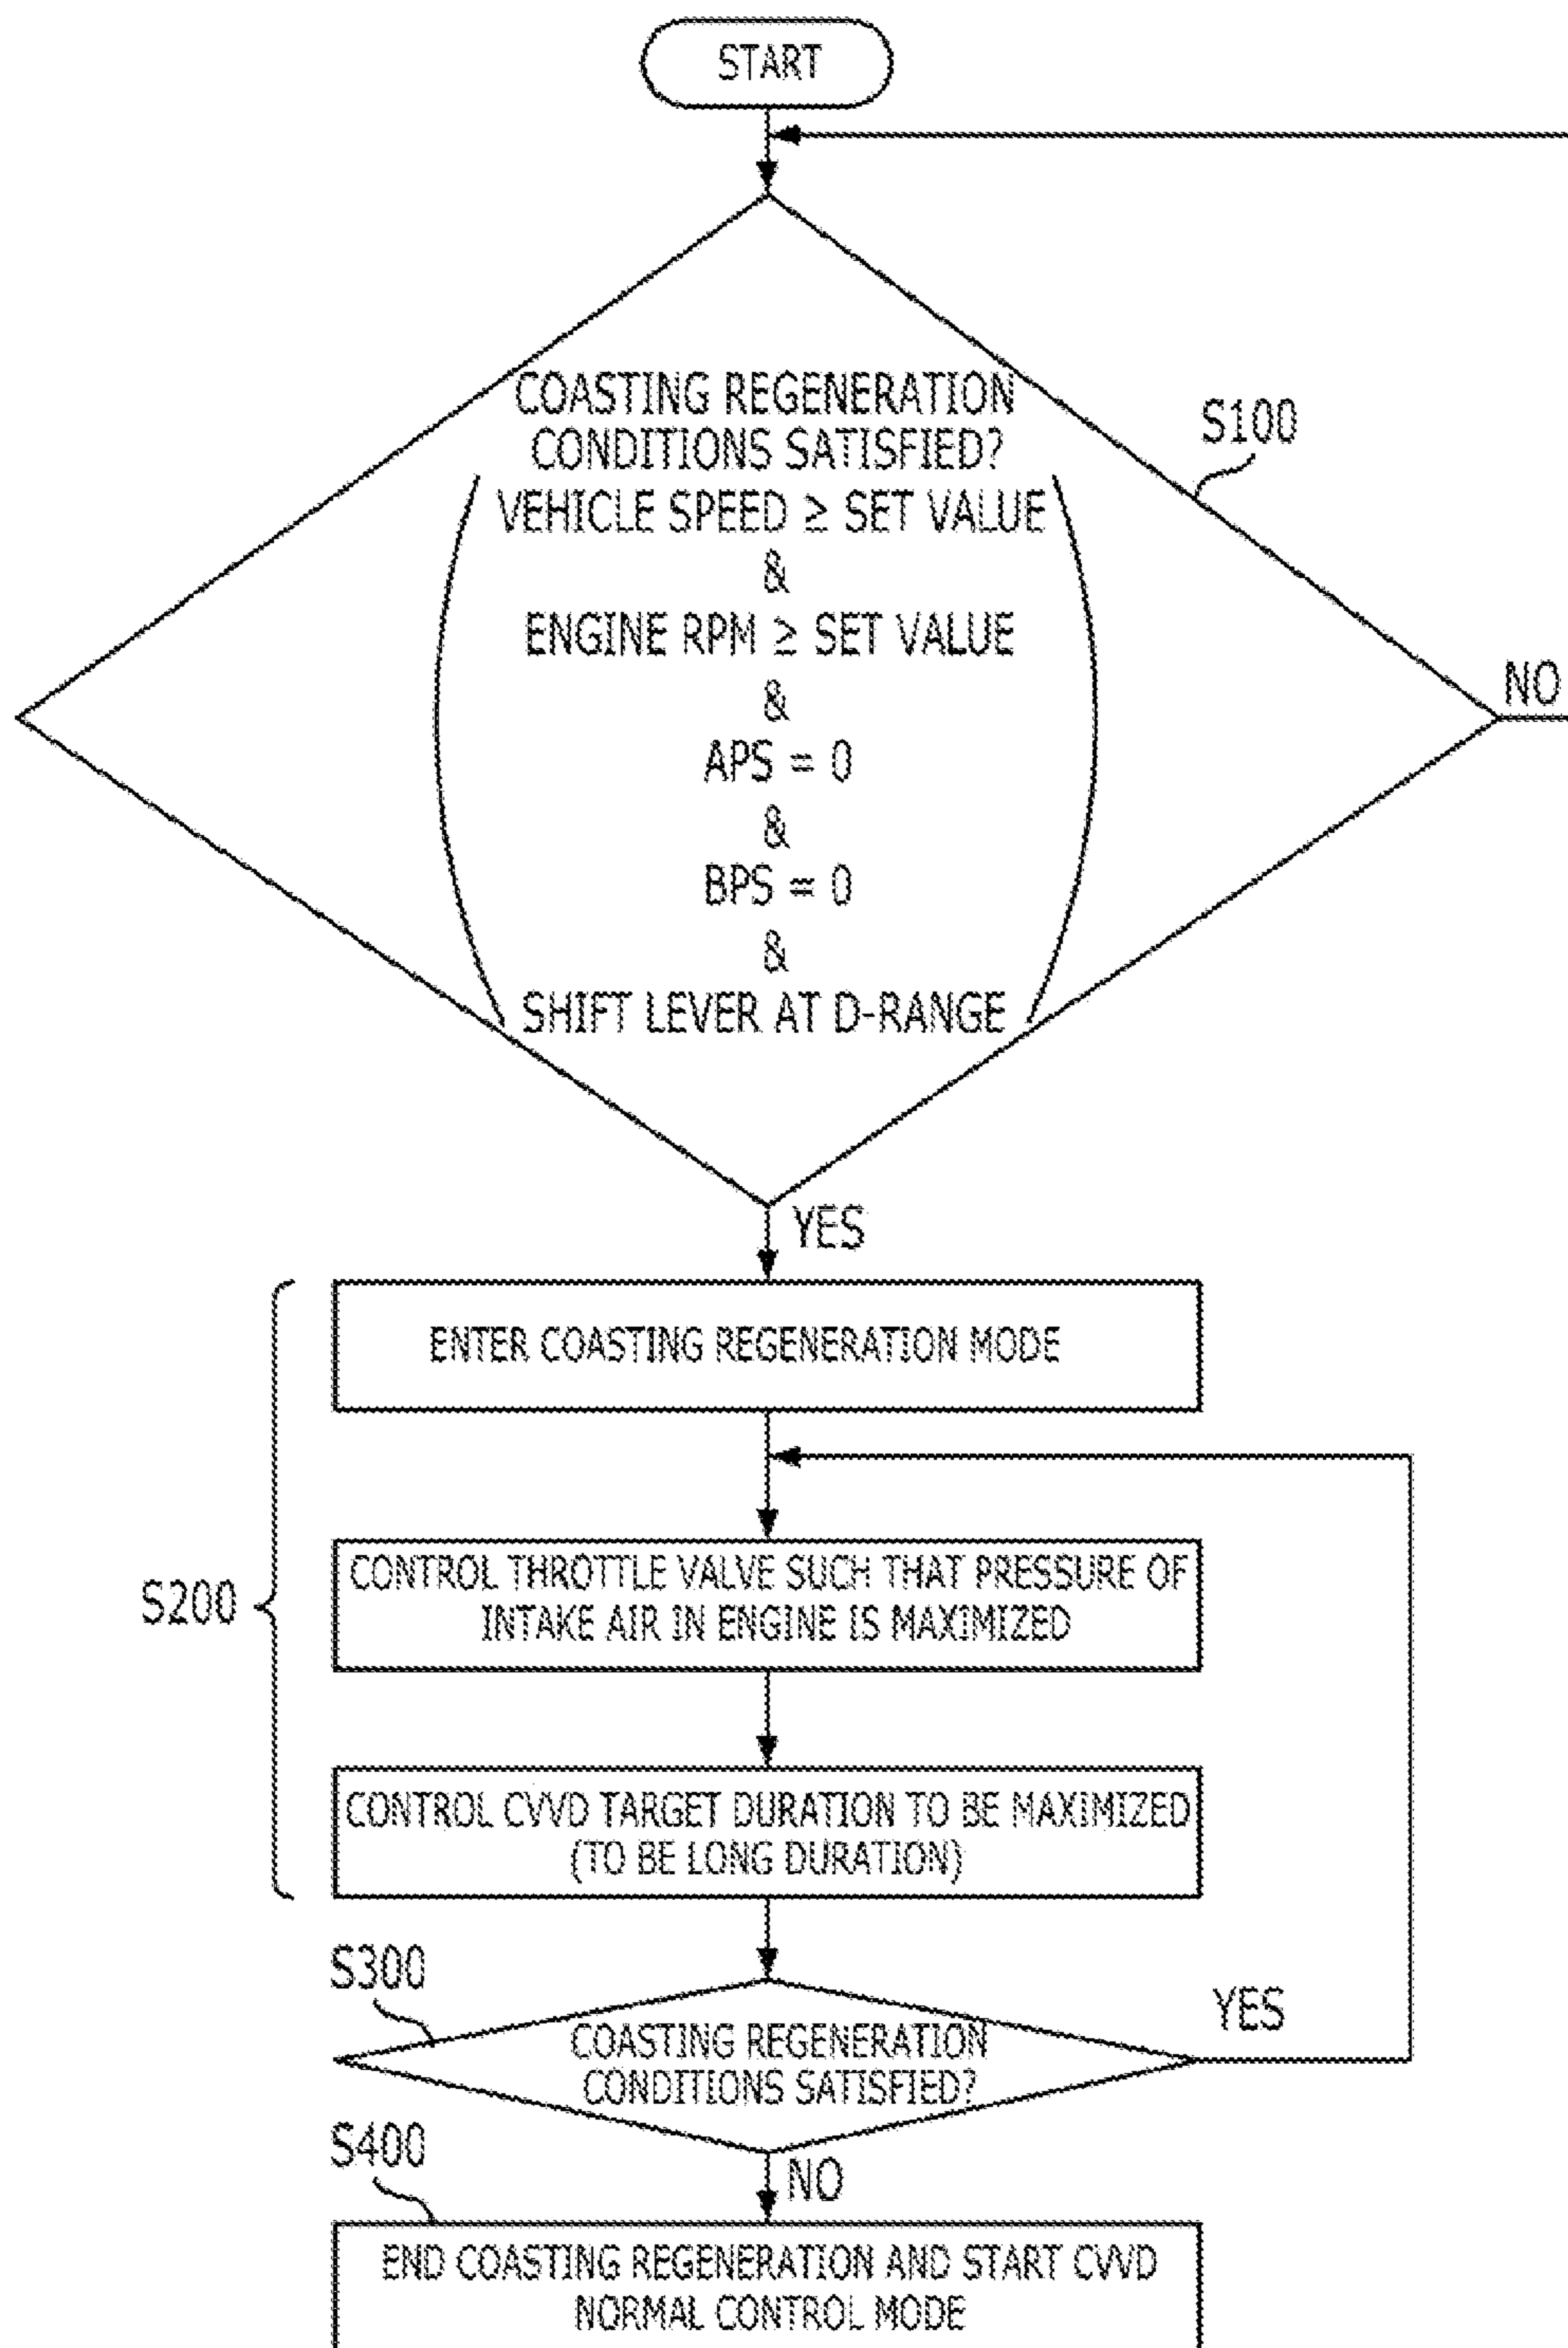 START
COASTING REGENERATION
CONDITIONS SATISFIED?
S100
VEHICLE SPEED ≥ SET VALUE
&
ENGINE RPM ≥ SET VALUE
&
NO
APS = 0
&
BPS = 0
&
SHIFT LEVER AT D-RANGE
YES
ENTER COASTING REGENERATION MODE
S200
CONTROL THROTTLE VALVE SUCH THAT PRESSURE OF
INTAKE AIR IN ENGINE IS MAXIMIZED
CONTROL CVVD TARGET DURATION TO BE MAXIMIZED
(TO BE LONG DURATION)
S300
YES
COASTING REGENERATION
CONDITIONS SATISFIED?
S400
NO
END COASTING REGENERATION AND START CVVD
NORMAL CONTROL MODE